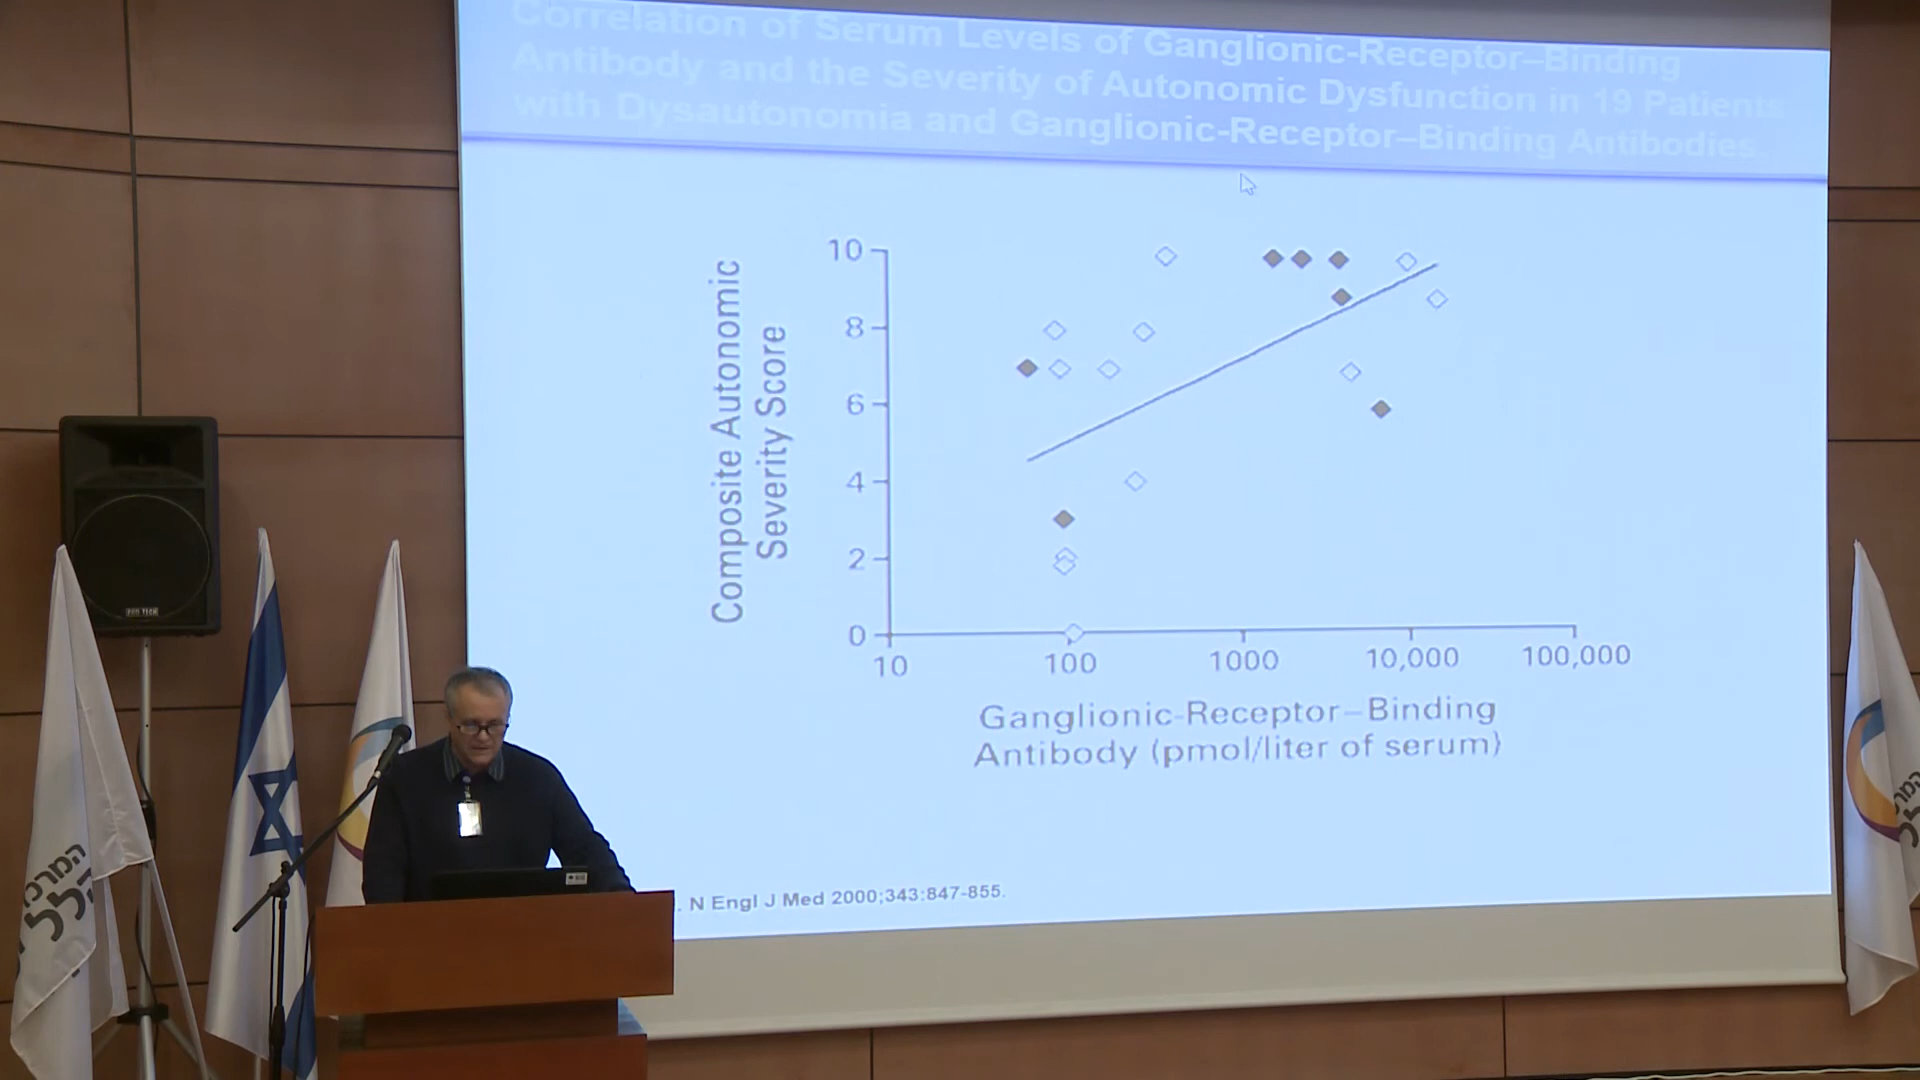 Correlation of Serum Levels of Ganglionic-Receptor–Binding
Antibody and the Severity of Autonomic Dysfunction in 19 Patients
with Dysautonomia and Ganglionic-Receptor–Binding Antibodies.
Composite Autonomic
Severity Score
10
8
6
4
2
0
10 100 1000 10,000 100,000
Ganglionic-Receptor–Binding
Antibody (pmol/liter of serum)
. N Engl J Med 2000;343:847-855.